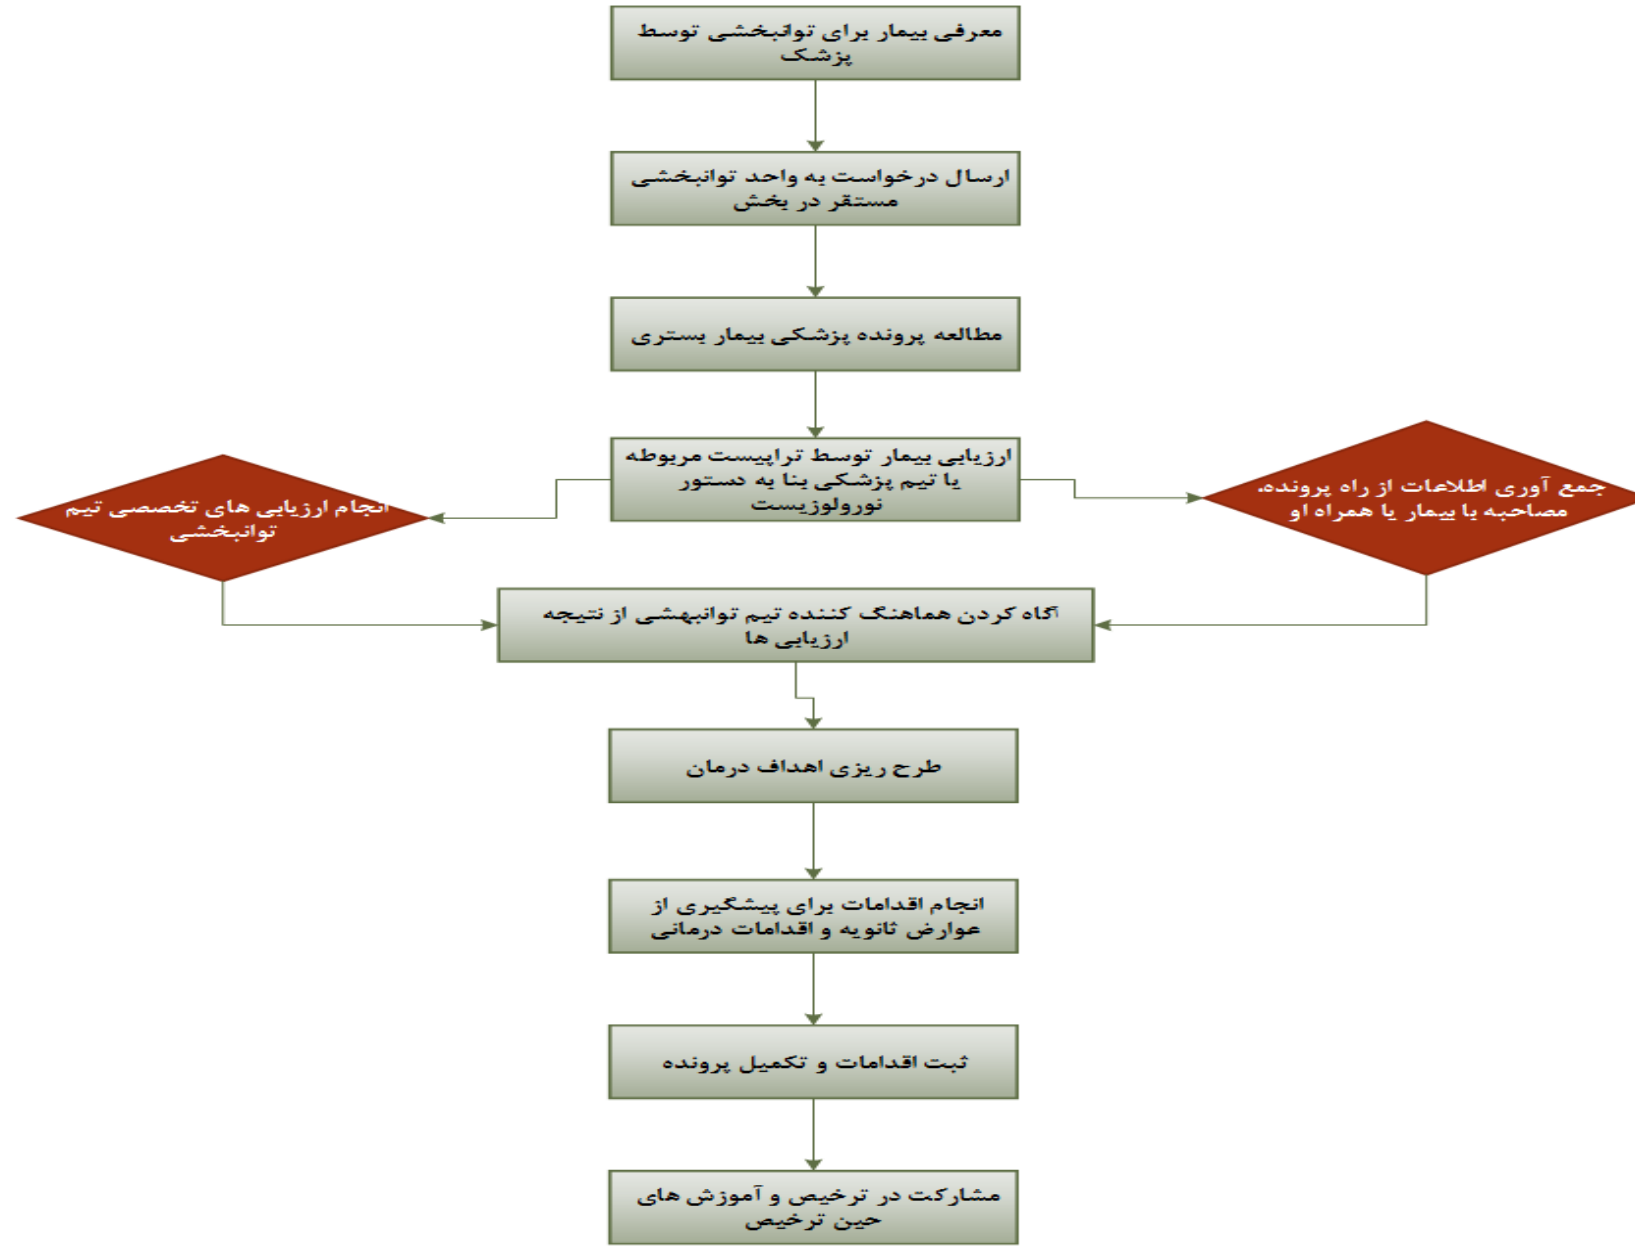 معرفی بیمار برای توانبخشی توسط
پزشک
ارسال درخواست به واحد توانبخشی
مستقر در بخش
مطالعه پرونده پزشکی بیمار بستری
ارزیابی بیمار توسط تراپیست مربوطه
یا تیم پزشکی بنا به دستور
نورولوزیست
جمع آوری اطلاعات از راه پرونده،
مصاحبه با بیمار یا همراه او
انجام ارزیابی های تخصصی تیم
توانبخشی
آگاه کردن هماهنگ کننده تیم توانبهشی از نتیجه
ارزیابی ها
طرح ریزی اهداف درمان
انجام اقدامات برای پیشگیری از
عوارض ثانویه و اقدامات درمانی
ثبت اقدامات و تکمیل پرونده
مشارکت در ترخیص و آموزش های
حین ترخیص